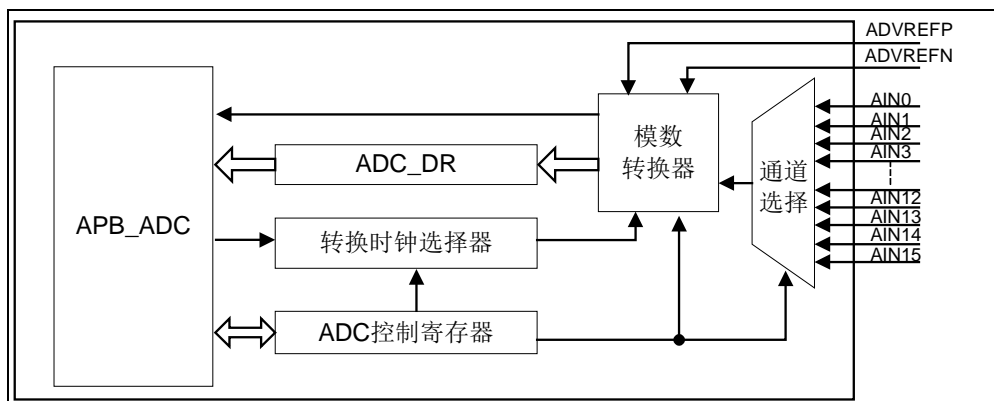 ADVREFP
ADVREFN
AIN0
AIN1
AIN2
AIN3
AIN12
AIN13
AIN14
AIN15
模数
转换器
通道
选择
ADC_DR
APB_ADC
转换时钟选择器
ADC控制寄存器